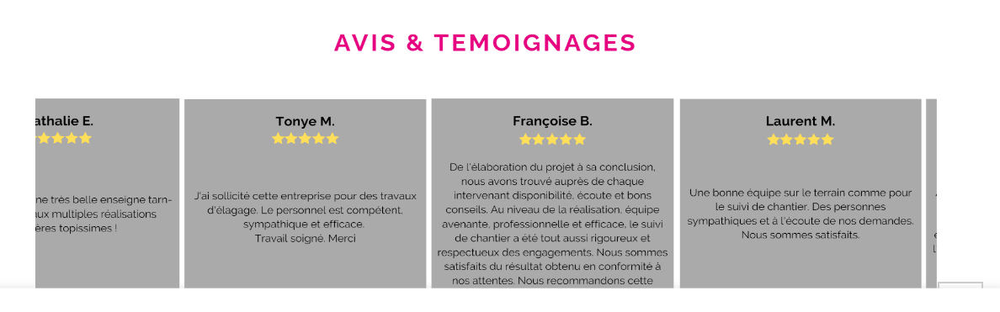 AVIS & TEMOIGNAGES
athalie E.
ne très belle enseigne tarn-
ux multiples réalisations
ères topissimes !
Tonye M.
J'ai sollicité cette entreprise pour des travaux
d'élagage. Le personnel est compétent,
sympathique et efficace.
Travail soigné. Merci
Françoise B.
De l'élaboration du projet à sa conclusion,
nous avons trouvé auprès de chaque
intervenant disponibilité, écoute et bons
conseils. Au niveau de la réalisation, équipe
avenante, professionnelle et efficace, le suivi
de chantier a été tout aussi rigoureux et
respectueux des engagements. Nous sommes
satisfaits du résultat obtenu en conformité à
nos attentes. Nous recommandons cette
Laurent M.
Une bonne équipe sur le terrain comme pour
le suivi de chantier. Des personnes
sympathiques et à l'écoute de nos demandes.
Nous sommes satisfaits.